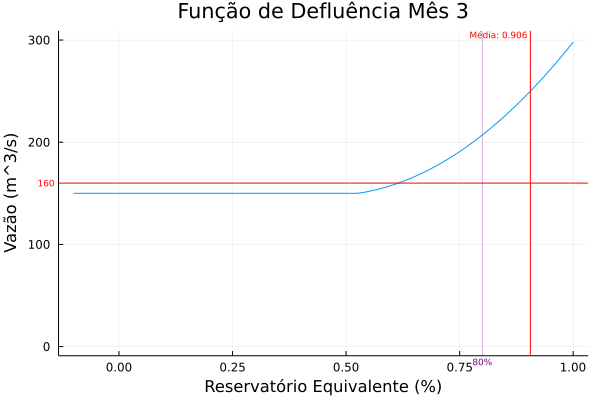 Função de Defluência Mês 3
Média: 0.906
300
200
160
100
0
Vazão (m^3/s)
0.00
0.25
0.50
0.75
80%
1.00
Reservatório Equivalente (%)